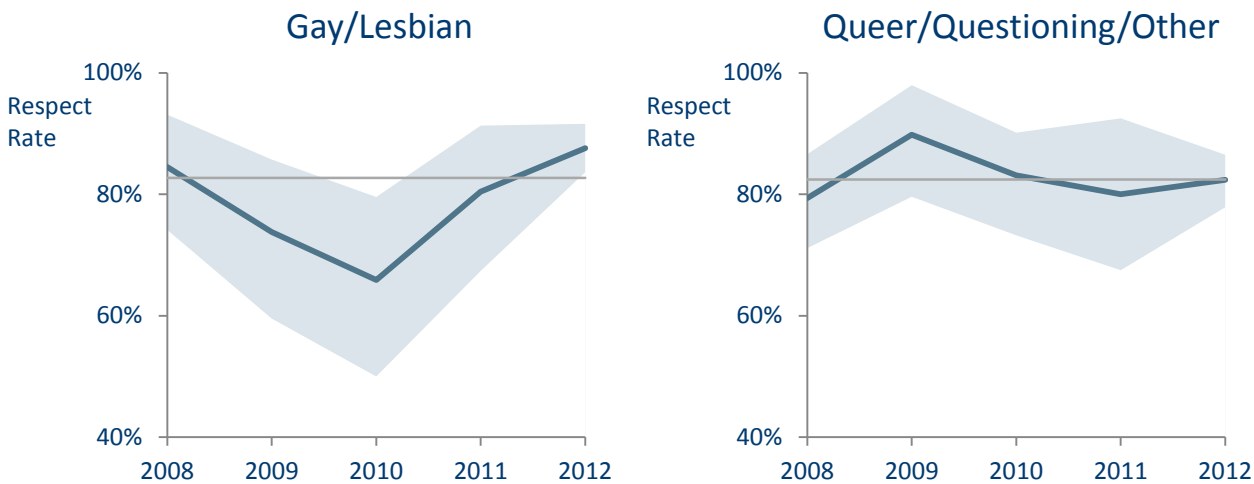 Gay/Lesbian
100%
Respect
Rate
80%
60%
40%
2008 2009 2010 2011 2012
Queer/Questioning/Other
100%
Respect
Rate
80%
60%
40%
2008 2009 2010 2011 2012